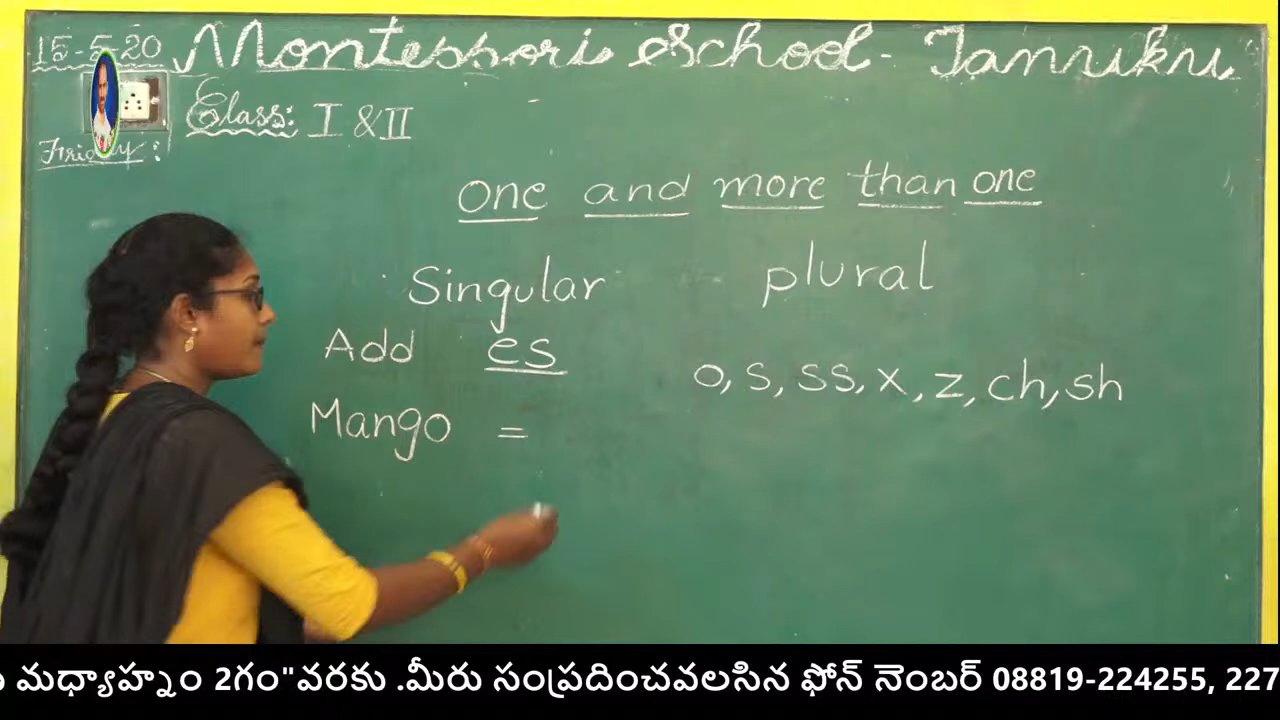 15-5-20 Montessori School - Tanuku
Class: I & II
Friday:
one and more than one
Singular plural
Add es
o, s, ss, x, z, ch, sh
Mango =
మధ్యాహ్నం 2గం"వరకు .మీరు సంప్రదించవలసిన ఫోన్ నెంబర్ 08819-224255, 227